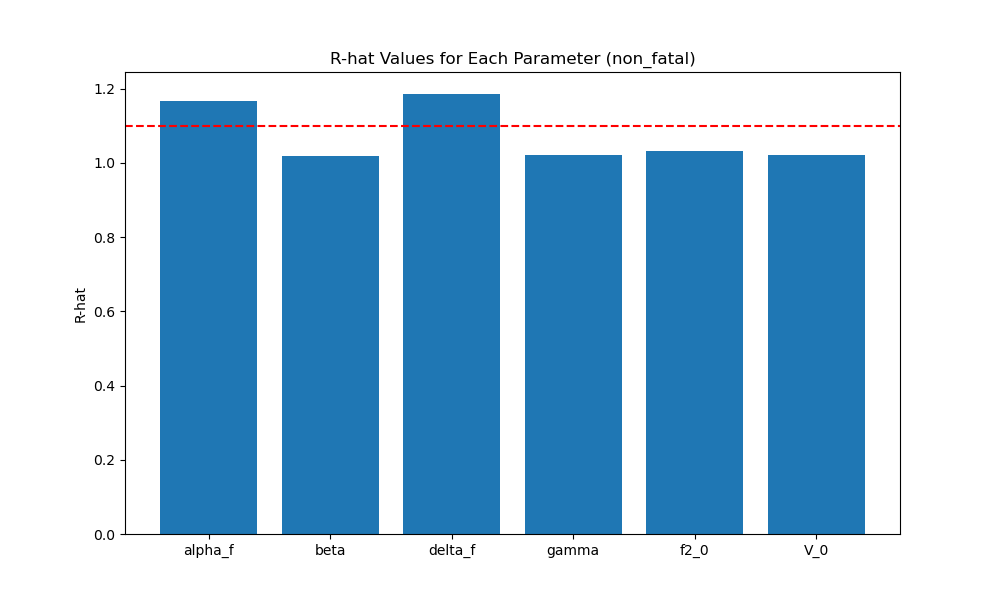 R-hat Values for Each Parameter (non_fatal)
1.2
1.0
0.8
0.6
0.4
0.2
0.0
R-hat
alpha_f beta delta_f gamma f2_0 V_0